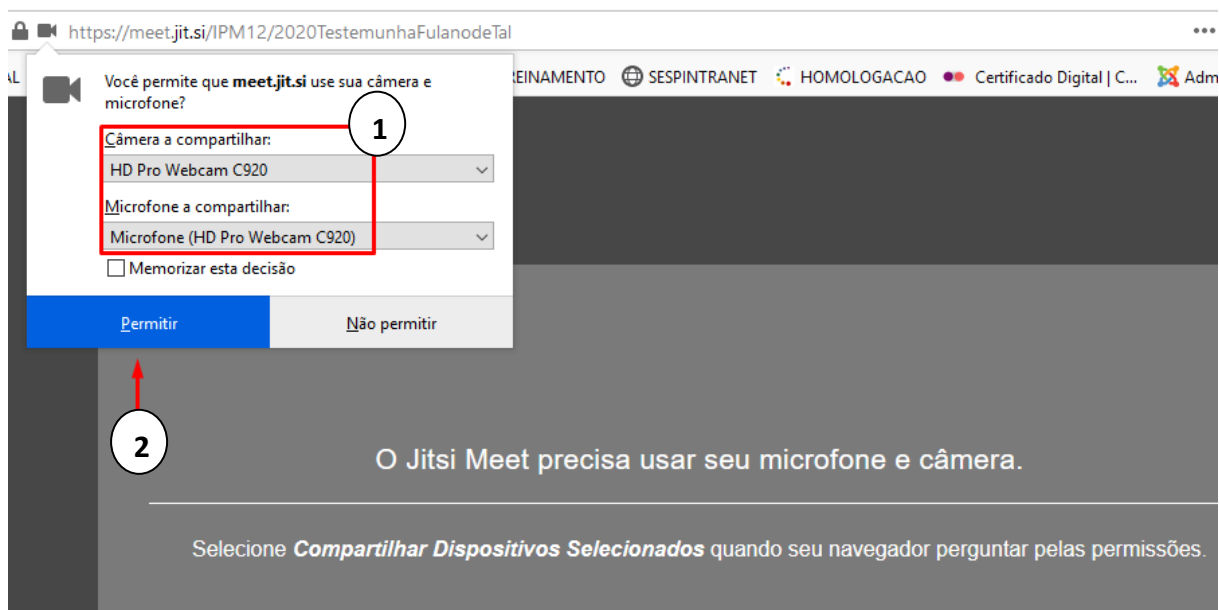 https://meet.jit.si/IPM12/2020TestemunhaFulanodeTal
AL
REINAMENTO
SESPINTRANET
HOMOLOGACAO
Certificado Digital | C...
Adm
Você permite que meet.jit.si use sua câmera e
microfone?
1
Câmera a compartilhar:
HD Pro Webcam C920
Microfone a compartilhar:
Microfone (HD Pro Webcam C920)
Memorizar esta decisão
Permitir
Não permitir
2
O Jitsi Meet precisa usar seu microfone e câmera.
Selecione Compartilhar Dispositivos Selecionados quando seu navegador perguntar pelas permissões.